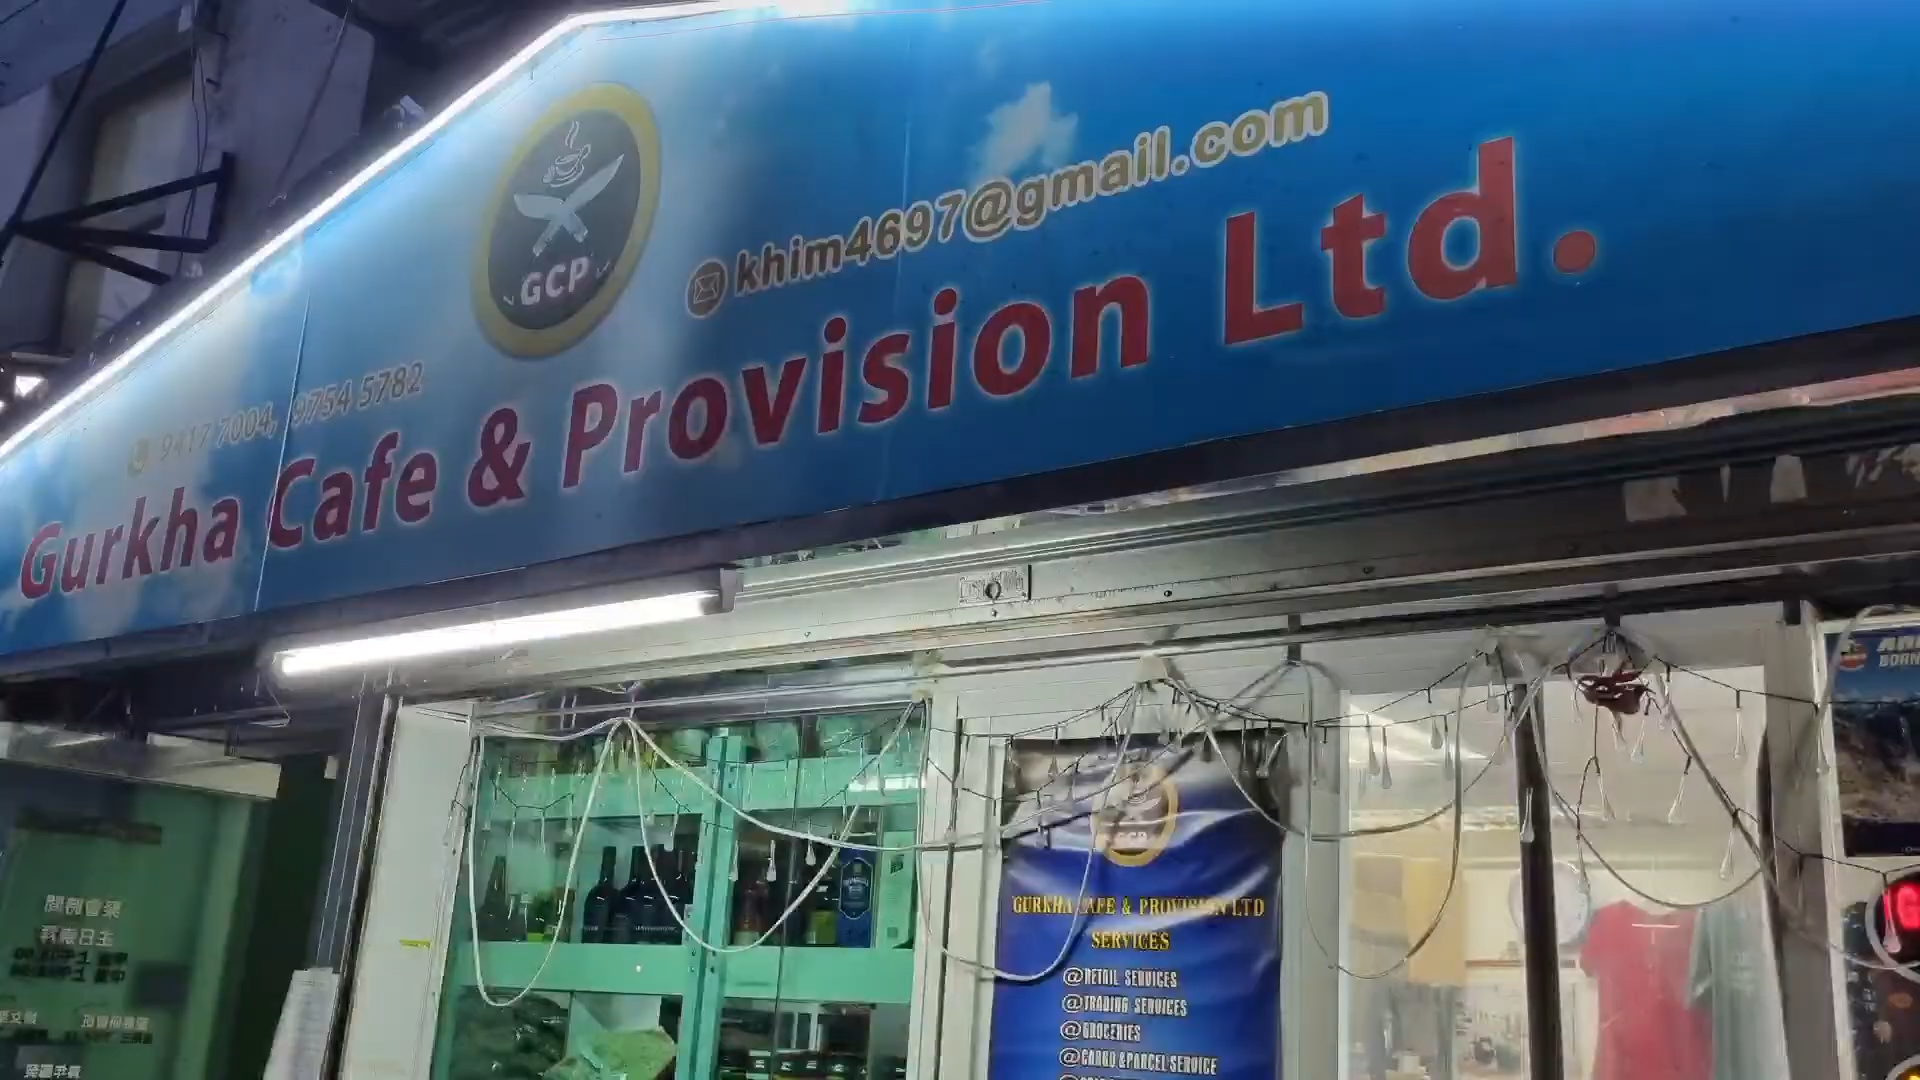 GCP
khim4697@gmail.com
9417 7004, 9754 5782
Gurkha Cafe & Provision Ltd.
GCP
GURKHA CAFE & PROVISION LTD
SERVICES
@RETAIL SERVICES
@TRADING SERVICES
@GROCERIES
@CARGO & PARCEL SERVICE
BORN